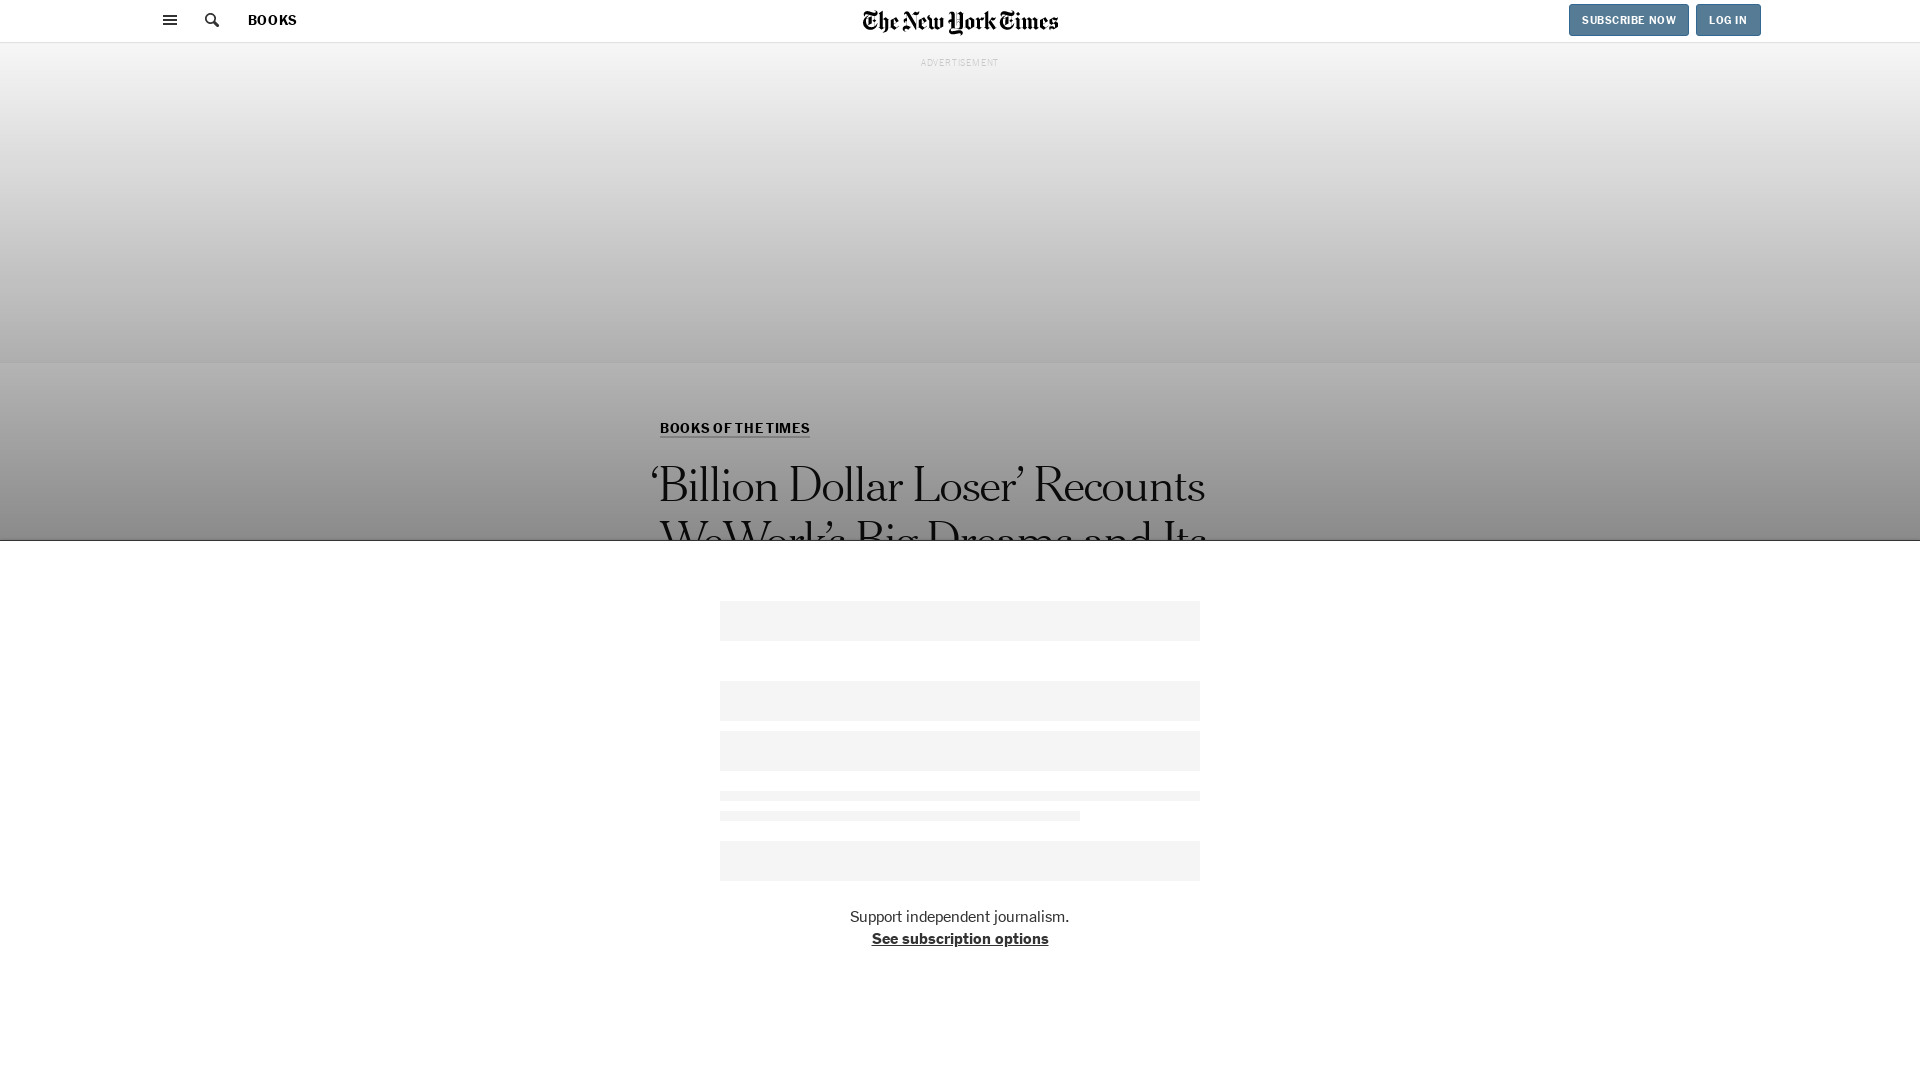 BOOKS
The New York Times
SUBSCRIBE NOW
LOG IN
ADVERTISEMENT
BOOKS OF THE TIMES
‘Billion Dollar Loser’ Recounts
WeWork’s Big Dreams and Its
Support independent journalism.
See subscription options